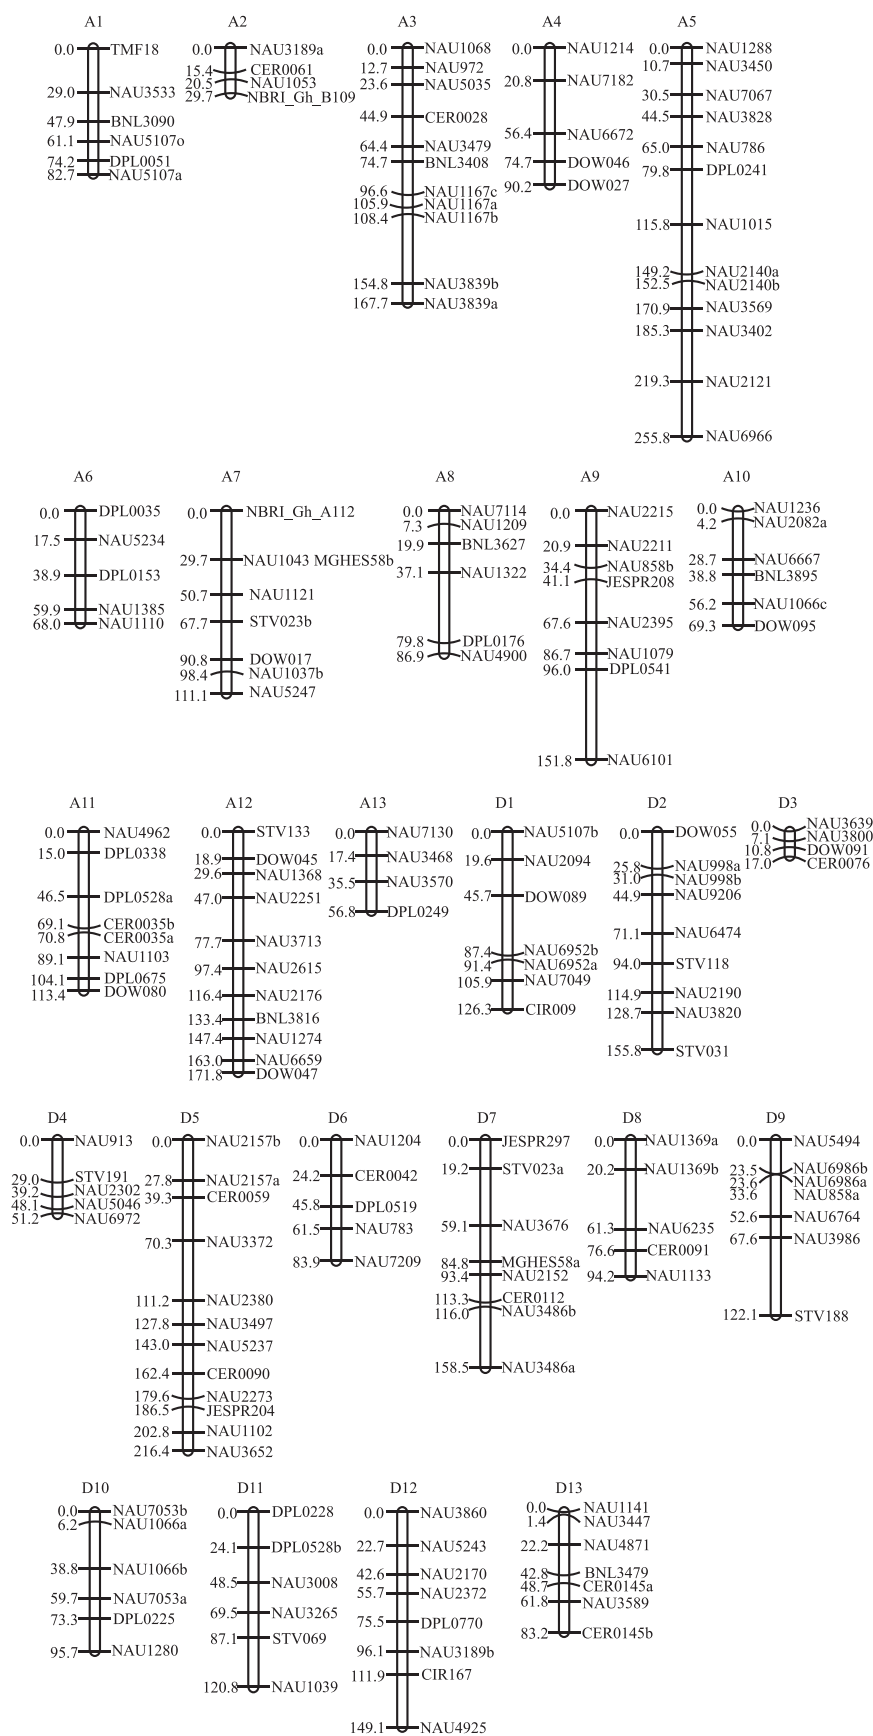 A1
0.0 TMF18
29.0 NAU3533
47.9 BNL3090
61.1 NAU5107o
74.2 DPL0051
82.7 NAU5107a
A2
0.0 NAU3189a
15.4 CER0061
20.5 NAU1053
29.7 NBRI_Gh_B109
A3
0.0 NAU1068
12.7 NAU972
23.6 NAU5035
44.9 CER0028
64.4 NAU3479
74.7 BNL3408
96.6 NAU1167c
105.9 NAU1167a
108.4 NAU1167b
154.8 NAU3839b
167.7 NAU3839a
A4
0.0 NAU1214
20.8 NAU7182
56.4 NAU6672
74.7 DOW046
90.2 DOW027
A5
0.0 NAU1288
10.7 NAU3450
30.5 NAU7067
44.5 NAU3828
65.0 NAU786
79.8 DPL0241
115.8 NAU1015
149.2 NAU2140a
152.5 NAU2140b
170.9 NAU3569
185.3 NAU3402
219.3 NAU2121
255.8 NAU6966
A6
0.0 DPL0035
17.5 NAU5234
38.9 DPL0153
59.9 NAU1385
68.0 NAU1110
A7
0.0 NBRI_Gh_A112
29.7 NAU1043 MGHES58b
50.7 NAU1121
67.7 STV023b
90.8 DOW017
98.4 NAU1037b
111.1 NAU5247
A8
0.0 NAU7114
7.3 NAU1209
19.9 BNL3627
37.1 NAU1322
79.8 DPL0176
86.9 NAU4900
A9
0.0 NAU2215
20.9 NAU2211
34.4 NAU858b
41.1 JESPR208
67.6 NAU2395
86.7 NAU1079
96.0 DPL0541
151.8 NAU6101
A10
0.0 NAU1236
4.2 NAU2082a
28.7 NAU6667
38.8 BNL3895
56.2 NAU1066c
69.3 DOW095
A11
0.0 NAU4962
15.0 DPL0338
46.5 DPL0528a
69.1 CER0035b
70.8 CER0035a
89.1 NAU1103
104.1 DPL0675
113.4 DOW080
A12
0.0 STV133
18.9 DOW045
29.6 NAU1368
47.0 NAU2251
77.7 NAU3713
97.4 NAU2615
116.4 NAU2176
133.4 BNL3816
147.4 NAU1274
163.0 NAU6659
171.8 DOW047
A13
0.0 NAU7130
17.4 NAU3468
35.5 NAU3570
56.8 DPL0249
D1
0.0 NAU5107b
19.6 NAU2094
45.7 DOW089
87.4 NAU6952b
91.4 NAU6952a
105.9 NAU7049
126.3 CIR009
D2
0.0 DOW055
25.8 NAU998a
31.0 NAU998b
44.9 NAU9206
71.1 NAU6474
94.0 STV118
114.9 NAU2190
128.7 NAU3820
155.8 STV031
D3
0.0 NAU3639
7.1 NAU3800
10.8 DOW091
17.0 CER0076
D4
0.0 NAU913
29.0 STV191
39.2 NAU2302
48.1 NAU5046
51.2 NAU6972
D5
0.0 NAU2157b
27.8 NAU2157a
39.3 CER0059
70.3 NAU3372
111.2 NAU2380
127.8 NAU3497
143.0 NAU5237
162.4 CER0090
179.6 NAU2273
186.5 JESPR204
202.8 NAU1102
216.4 NAU3652
D6
0.0 NAU1204
24.2 CER0042
45.8 DPL0519
61.5 NAU783
83.9 NAU7209
D7
0.0 JESPR297
19.2 STV023a
59.1 NAU3676
84.8 MGHES58a
93.4 NAU2152
113.3 CER0112
116.0 NAU3486b
158.5 NAU3486a
D8
0.0 NAU1369a
20.2 NAU1369b
61.3 NAU6235
76.6 CER0091
94.2 NAU1133
D9
0.0 NAU5494
23.5 NAU6986b
23.6 NAU6986a
33.6 NAU858a
52.6 NAU6764
67.6 NAU3986
122.1 STV188
D10
0.0 NAU7053b
6.2 NAU1066a
38.8 NAU1066b
59.7 NAU7053a
73.3 DPL0225
95.7 NAU1280
D11
0.0 DPL0228
24.1 DPL0528b
48.5 NAU3008
69.5 NAU3265
87.1 STV069
120.8 NAU1039
D12
0.0 NAU3860
22.7 NAU5243
42.6 NAU2170
55.7 NAU2372
75.5 DPL0770
96.1 NAU3189b
111.9 CIR167
149.1 NAU4925
D13
0.0 NAU1141
1.4 NAU3447
22.2 NAU4871
42.8 BNL3479
48.7 CER0145a
61.8 NAU3589
83.2 CER0145b